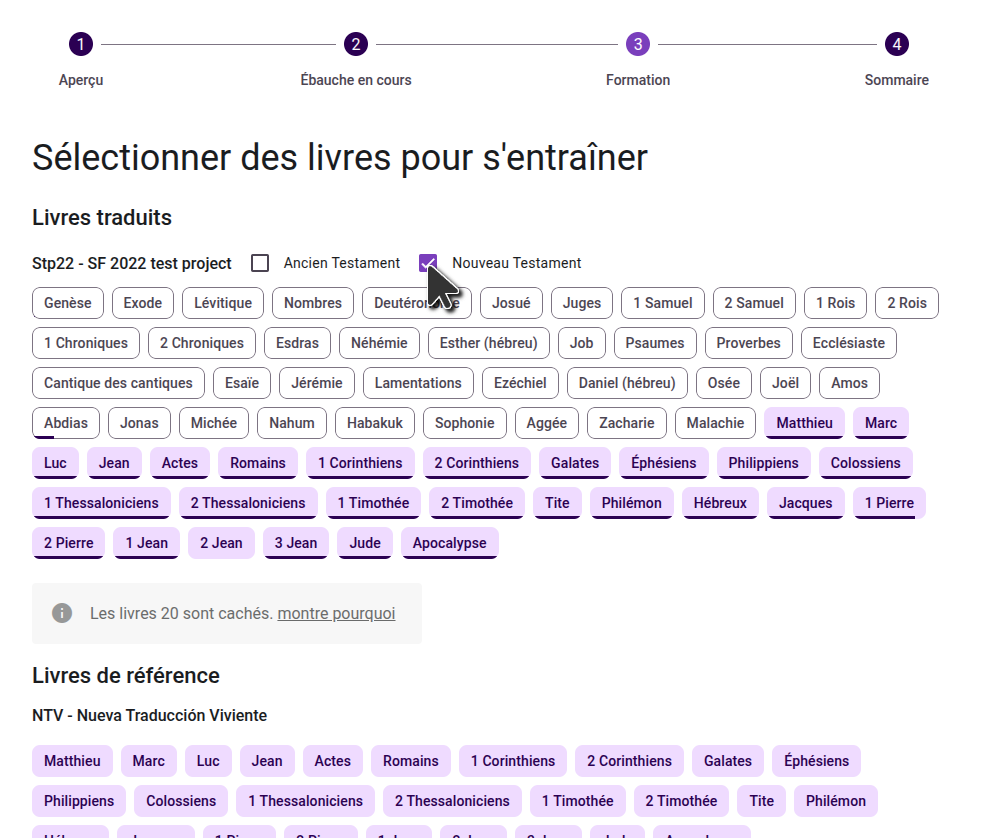 1 2 3 4
Aperçu Ébauche en cours Formation Sommaire
Sélectionner des livres pour s'entraîner
Livres traduits
Stp22 - SF 2022 test project Ancien Testament Nouveau Testament
Genèse Exode Lévitique Nombres Josué Juges 1 Samuel 2 Samuel 1 Rois 2 Rois
1 Chroniques 2 Chroniques Esdras Néhémie Esther (hébreu) Job Psaumes Proverbes Ecclésiaste
Cantique des cantiques Esaïe Jérémie Lamentations Ezéchiel Daniel (hébreu) Osée Joël Amos
Abdias Jonas Michée Nahum Habakuk Sophonie Aggée Zacharie Malachie Matthieu Marc
Luc Jean Actes Romains 1 Corinthiens 2 Corinthiens Galates Éphésiens Philippiens Colossiens
1 Thessaloniciens 2 Thessaloniciens 1 Timothée 2 Timothée Tite Philémon Hébreux Jacques 1 Pierre
2 Pierre 1 Jean 2 Jean 3 Jean Jude Apocalypse
Les livres 20 sont cachés. montre pourquoi
Livres de référence
NTV - Nueva Traducción Viviente
Matthieu Marc Luc Jean Actes Romains 1 Corinthiens 2 Corinthiens Galates Éphésiens
Philippiens Colossiens 1 Thessaloniciens 2 Thessaloniciens 1 Timothée 2 Timothée Tite Philémon